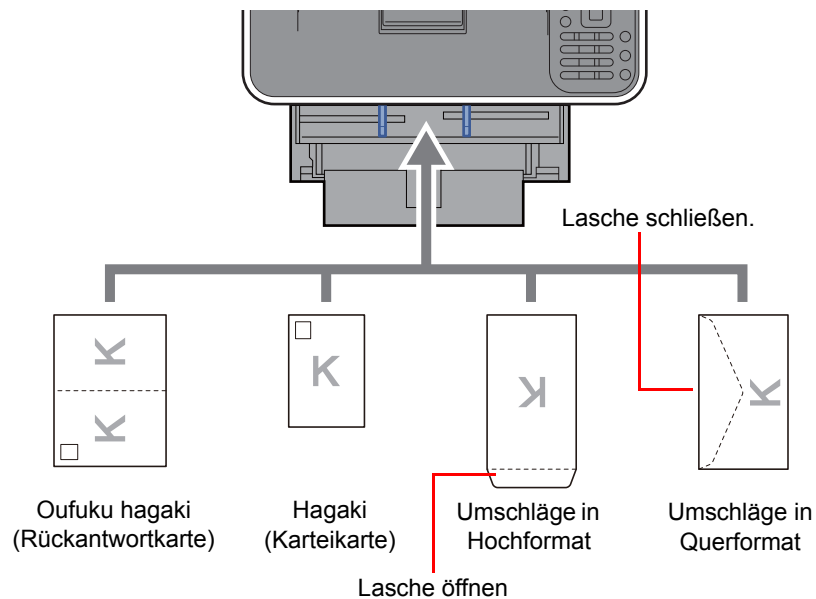 Lasche schließen.
K
K
K
K
K
Oufuku hagaki
(Rückantwortkarte)
Hagaki
(Karteikarte)
Umschläge in
Hochformat
Umschläge in
Querformat
Lasche öffnen